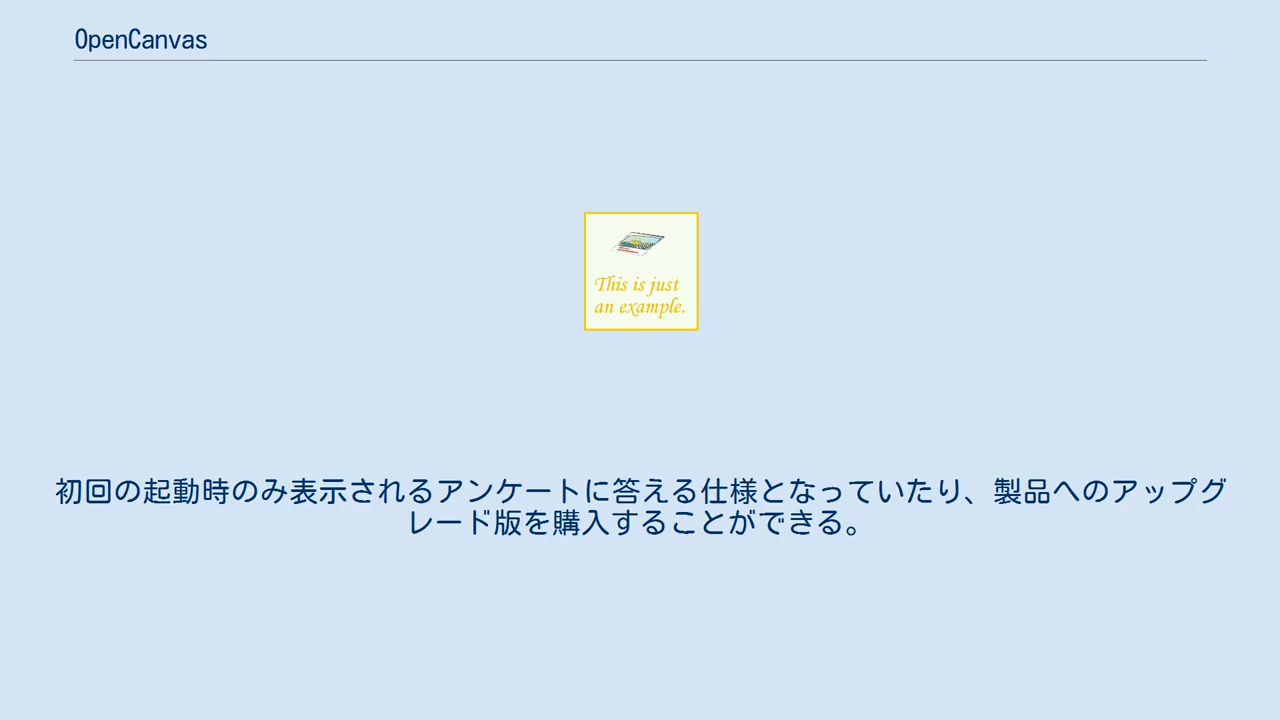 OpenCanvas
This is just
an example.
初回の起動時のみ表示されるアンケートに答える仕様となっていたり、製品へのアップグ
レード版を購入することができる。